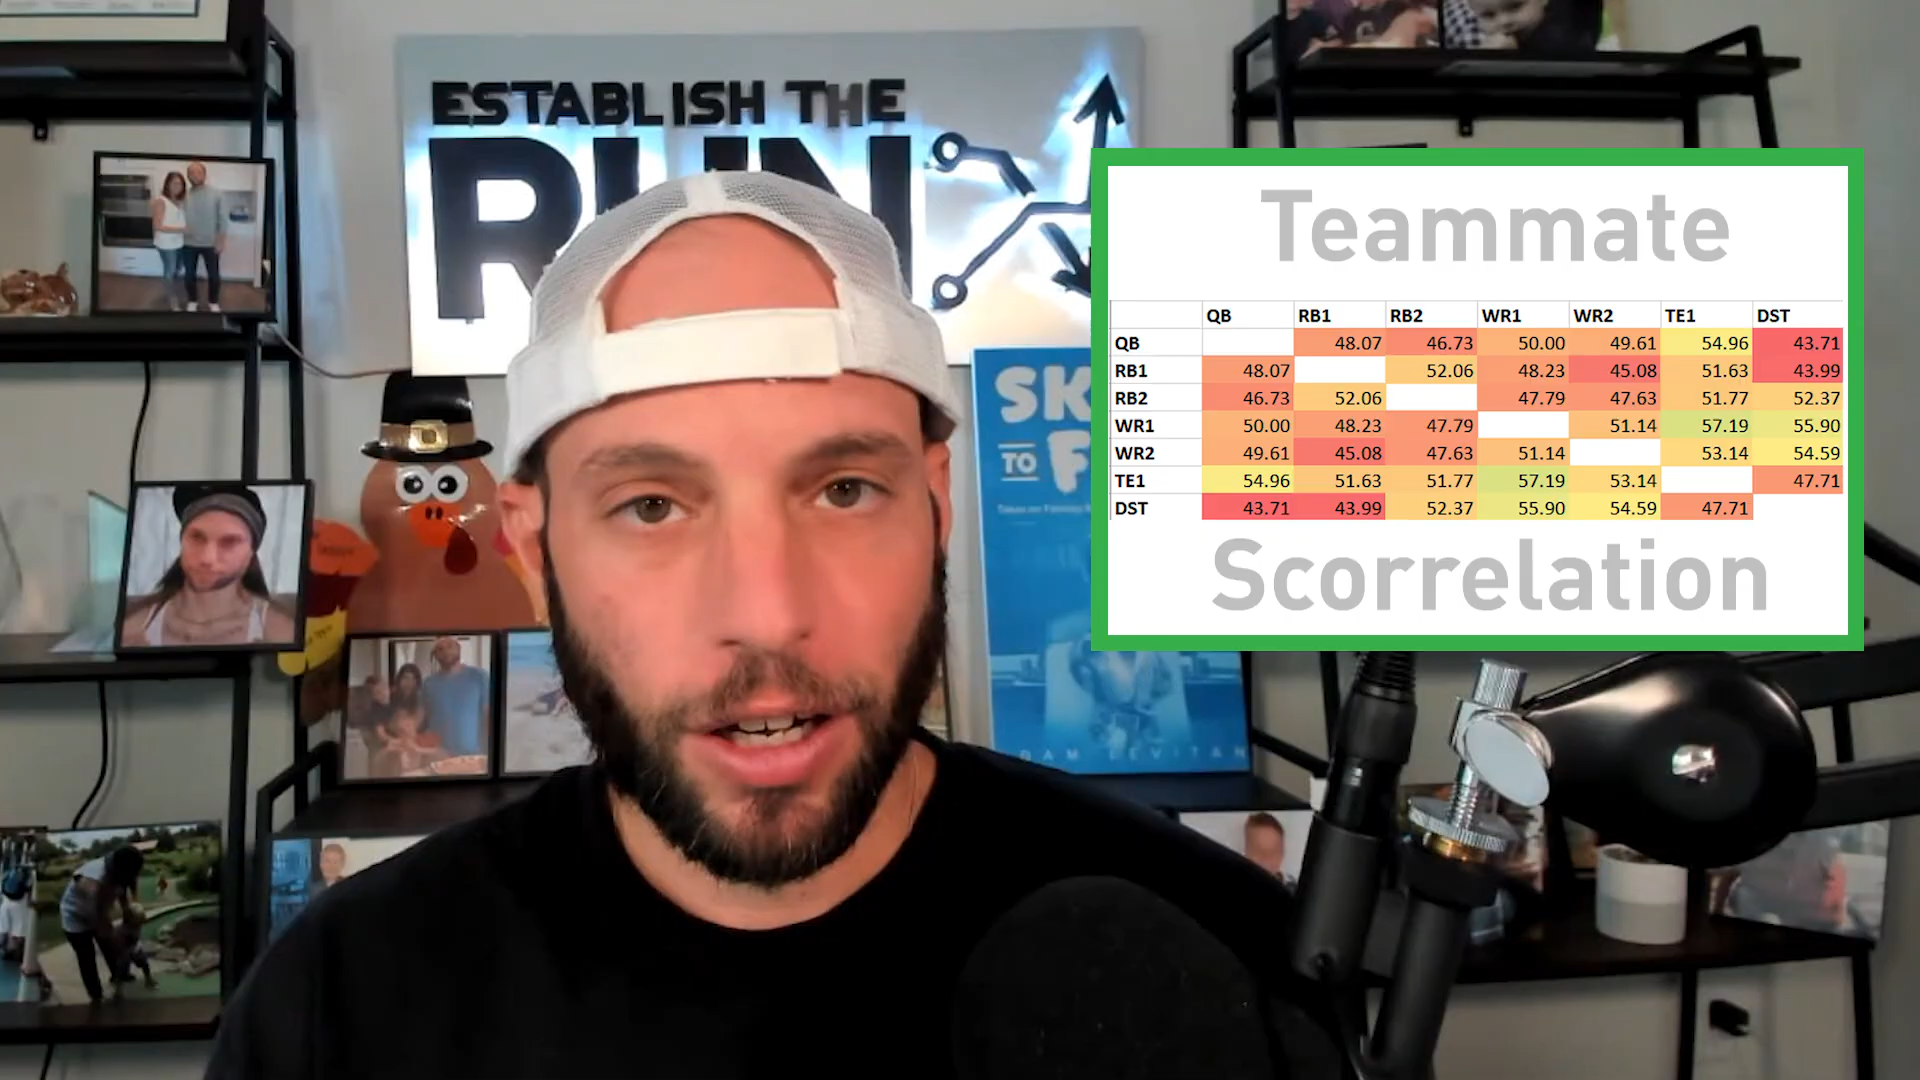 ESTABLISH THE
RUN
SK
TO F
DAM LEVITAN
Teammate
QB RB1 RB2 WR1 WR2 TE1 DST
QB 48.07 46.73 50.00 49.61 54.96 43.71
RB1 48.07 52.06 48.23 45.08 51.63 43.99
RB2 46.73 52.06 47.79 47.63 51.77 52.37
WR1 50.00 48.23 47.79 51.14 57.19 55.90
WR2 49.61 45.08 47.63 51.14 53.14 54.59
TE1 54.96 51.63 51.77 57.19 53.14 47.71
DST 43.71 43.99 52.37 55.90 54.59 47.71
Scorrelation